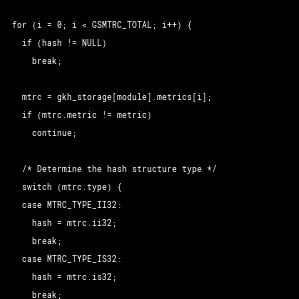 for (i = 0; i < GSMTRC_TOTAL; i++) {
if (hash != NULL)
break;
mtrc = gkh_storage[module].metrics[i];
if (mtrc.metric != metric)
continue;
/* Determine the hash structure type */
switch (mtrc.type) {
case MTRC_TYPE_II32:
hash = mtrc.ii32;
break;
case MTRC_TYPE_IS32:
hash = mtrc.is32;
break;